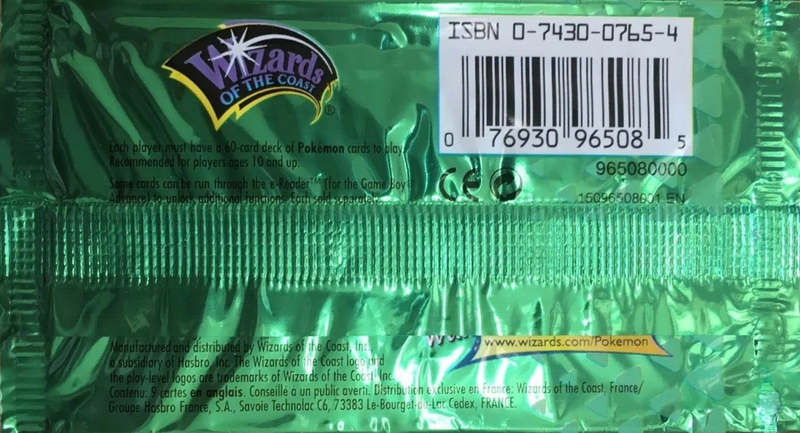 Wizards
OF THE COAST
®
ISBN 0-7430-0765-4
0 76930 96508 5
965080000
15096508001 EN
CE
Each player must have a 60-card deck of Pokémon cards to play.
Recommended for players ages 10 and up.
Some cards can be run through the e-Reader™ (for the Game Boy®
Advance) to unlock additional functions. Each sold separately.
www.wizards.com/Pokemon
Manufactured and distributed by Wizards of the Coast, Inc.
a subsidiary of Hasbro, Inc. The Wizards of the Coast logo and
the play-level logos are trademarks of Wizards of the Coast, Inc.
Contenu: 9 cartes en anglais. Conseillé a un public averti. Distribution exclusive en France: Wizards of the Coast, France/
Groupe Hasbro France, S.A., Savoie Technolac C6, 73383 Le-Bourget-du-Lac Cedex, FRANCE.